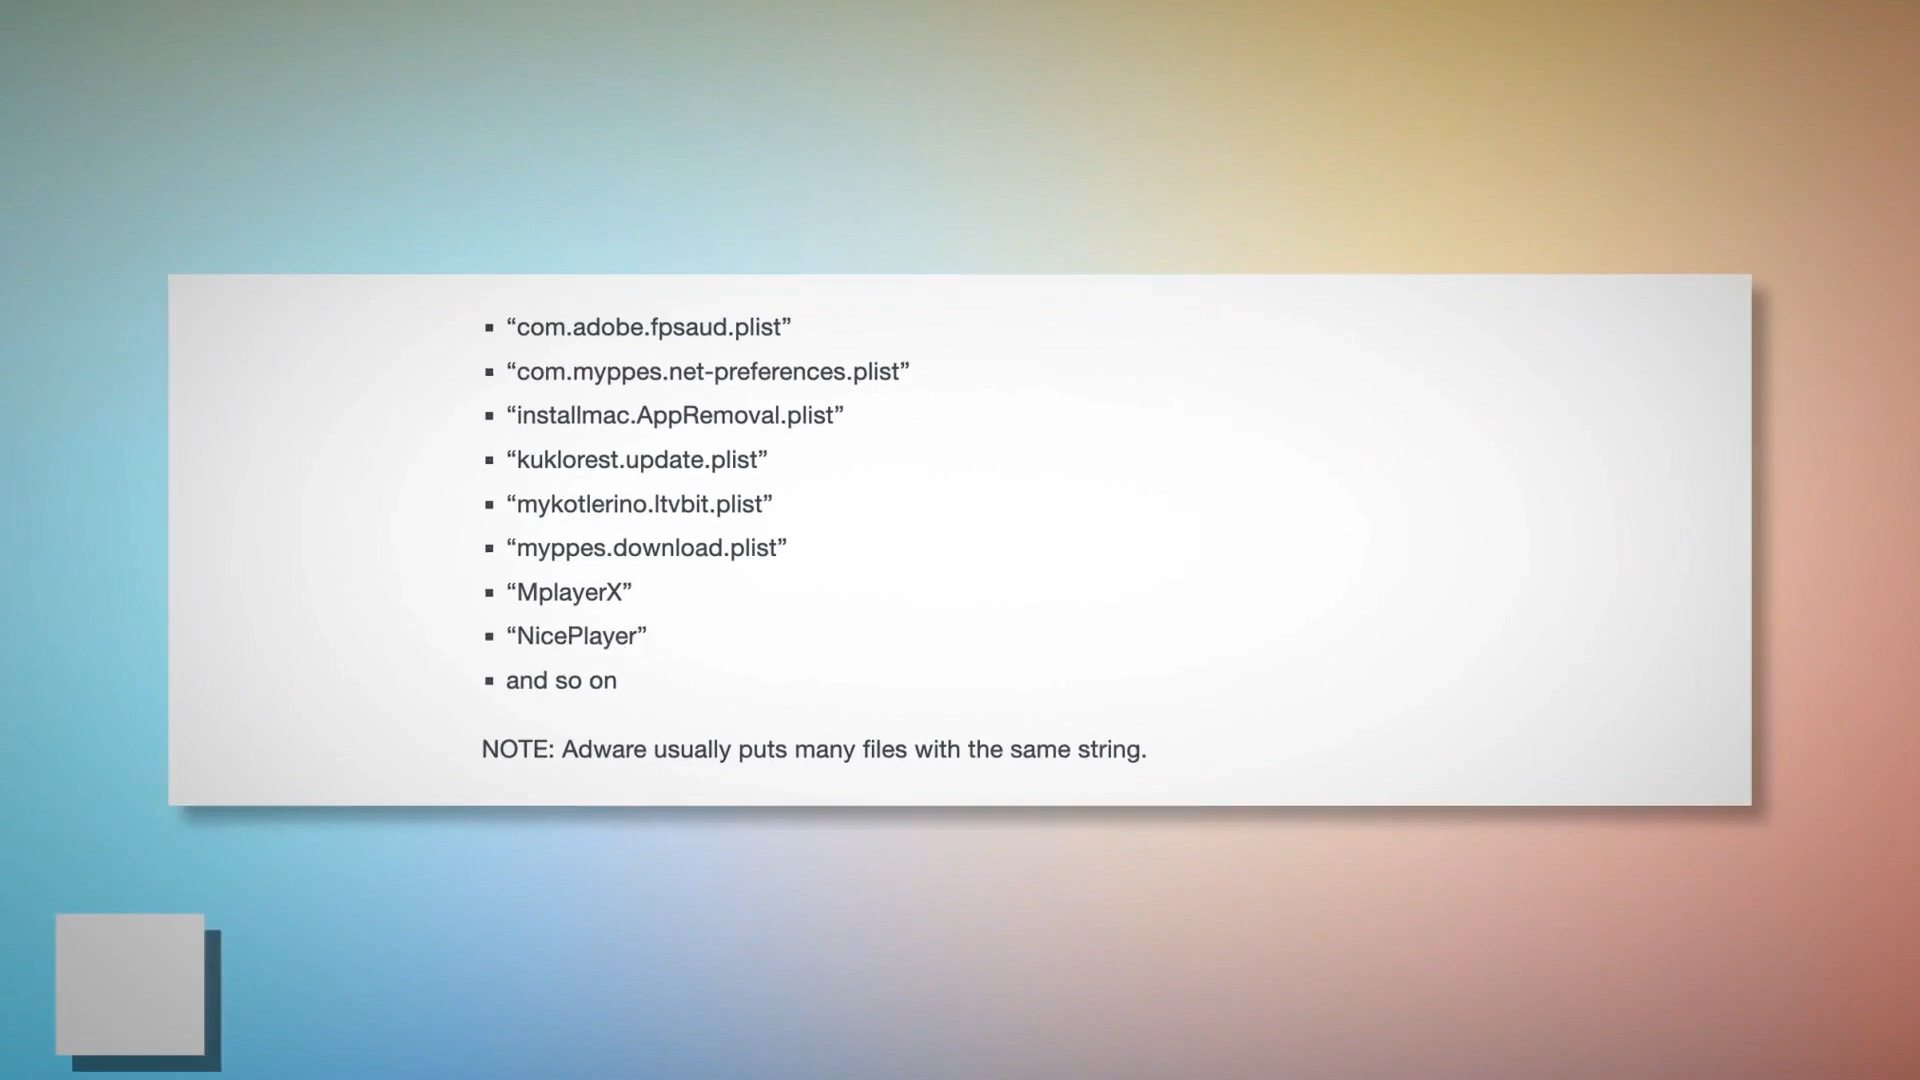 ▪ “com.adobe.fpsaud.plist”
▪ “com.myppes.net-preferences.plist”
▪ “installmac.AppRemoval.plist”
▪ “kuklorest.update.plist”
▪ “mykotlerino.ltvbit.plist”
▪ “myppes.download.plist”
▪ “MplayerX”
▪ “NicePlayer”
▪ and so on
NOTE: Adware usually puts many files with the same string.